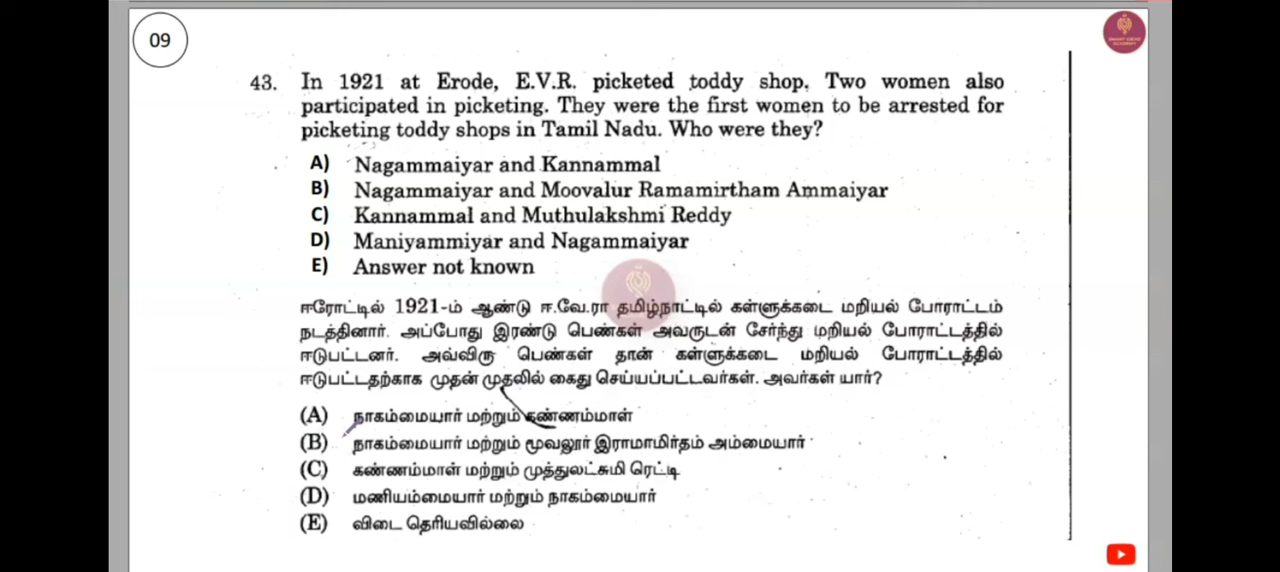 09
43. In 1921 at Erode, E.V.R. picketed toddy shop. Two women also
participated in picketing. They were the first women to be arrested for
picketing toddy shops in Tamil Nadu. Who were they?
A) Nagammaiyar and Kannammal
B) Nagammaiyar and Moovalur Ramamirtham Ammaiyar
C) Kannammal and Muthulakshmi Reddy
D) Maniyammiyar and Nagammaiyar
E) Answer not known
ஈரோட்டில் 1921-ம் ஆண்டு ஈ.வே.ரா தமிழ்நாட்டில் கள்ளுக்கடை மறியல் போராட்டம்
நடத்தினார். அப்போது இரண்டு பெண்கள் அவருடன் சேர்ந்து மறியல் போராட்டத்தில்
ஈடுபட்டனர். அவ்விரு பெண்கள் தான் கள்ளுக்கடை மறியல் போராட்டத்தில்
ஈடுபட்டதற்காக முதன் முதலில் கைது செய்யப்பட்டவர்கள். அவர்கள் யார்?
(A) நாகம்மையார் மற்றும் கண்ணம்மாள்
(B) நாகம்மையார் மற்றும் மூவலூர் இராமாமிர்தம் அம்மையார்
(C) கண்ணம்மாள் மற்றும் முத்துலட்சுமி ரெட்டி
(D) மணியம்மையார் மற்றும் நாகம்மையார்
(E) விடை தெரியவில்லை